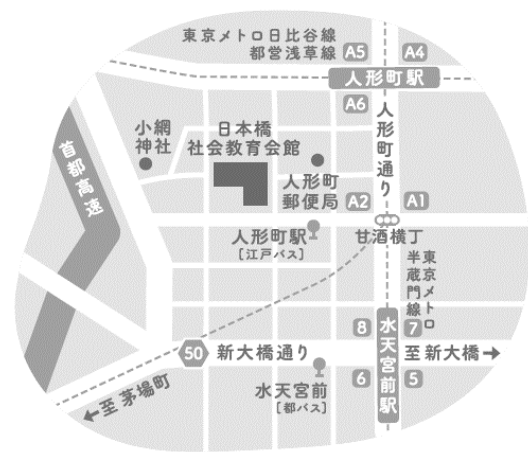 東京メトロ日比谷線
都営浅草線
A5
A4
人形町駅
A6
人形町通り
小網
神社
日本橋
社会教育会館
首都高速
人形町
郵便局
A2
A1
人形町駅
[江戸バス]
甘酒横丁
東京メトロ
半蔵門線
8
7
水天宮前駅
50
新大橋通り
至 新大橋→
6
5
水天宮前
[都バス]
←至 茅場町